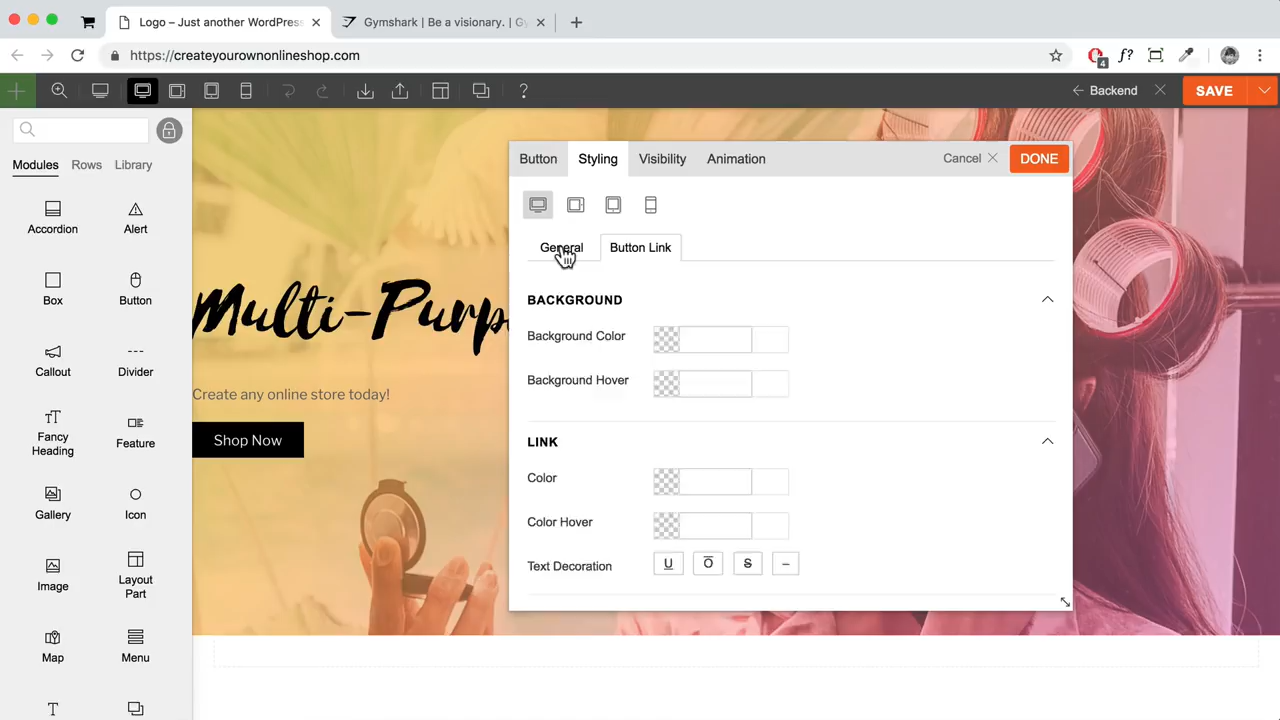 Logo – Just another WordPress
Gymshark | Be a visionary. | Gy
https://createyourownonlineshop.com
4
f?
?
Backend
SAVE
Modules
Rows
Library
Accordion
Alert
Box
Button
Callout
Divider
Fancy
Heading
Feature
Gallery
Icon
Image
Layout
Part
Map
Menu
Multi-Purp
Create any online store today!
Shop Now
Button
Styling
Visibility
Animation
Cancel
DONE
General
Button Link
BACKGROUND
Background Color
Background Hover
LINK
Color
Color Hover
Text Decoration
U
O
S
–